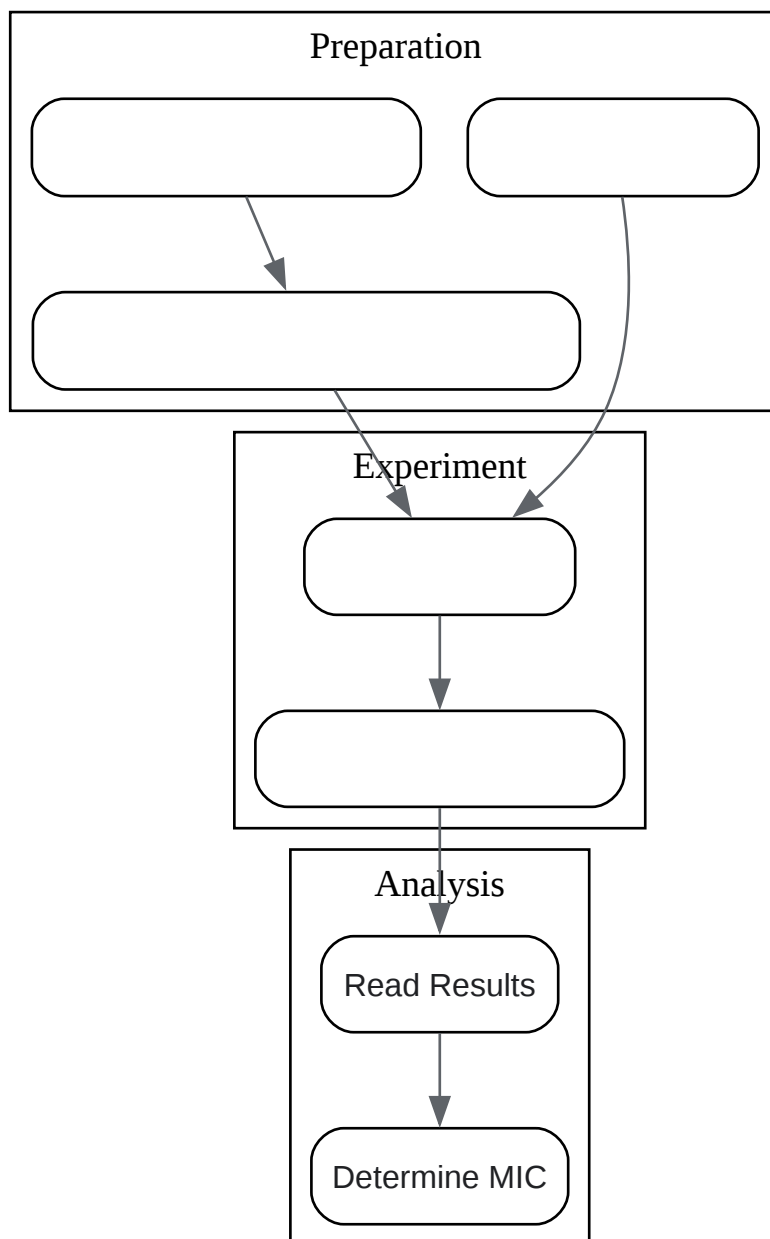 Preparation
Experiment
Analysis
Read Results
Determine MIC